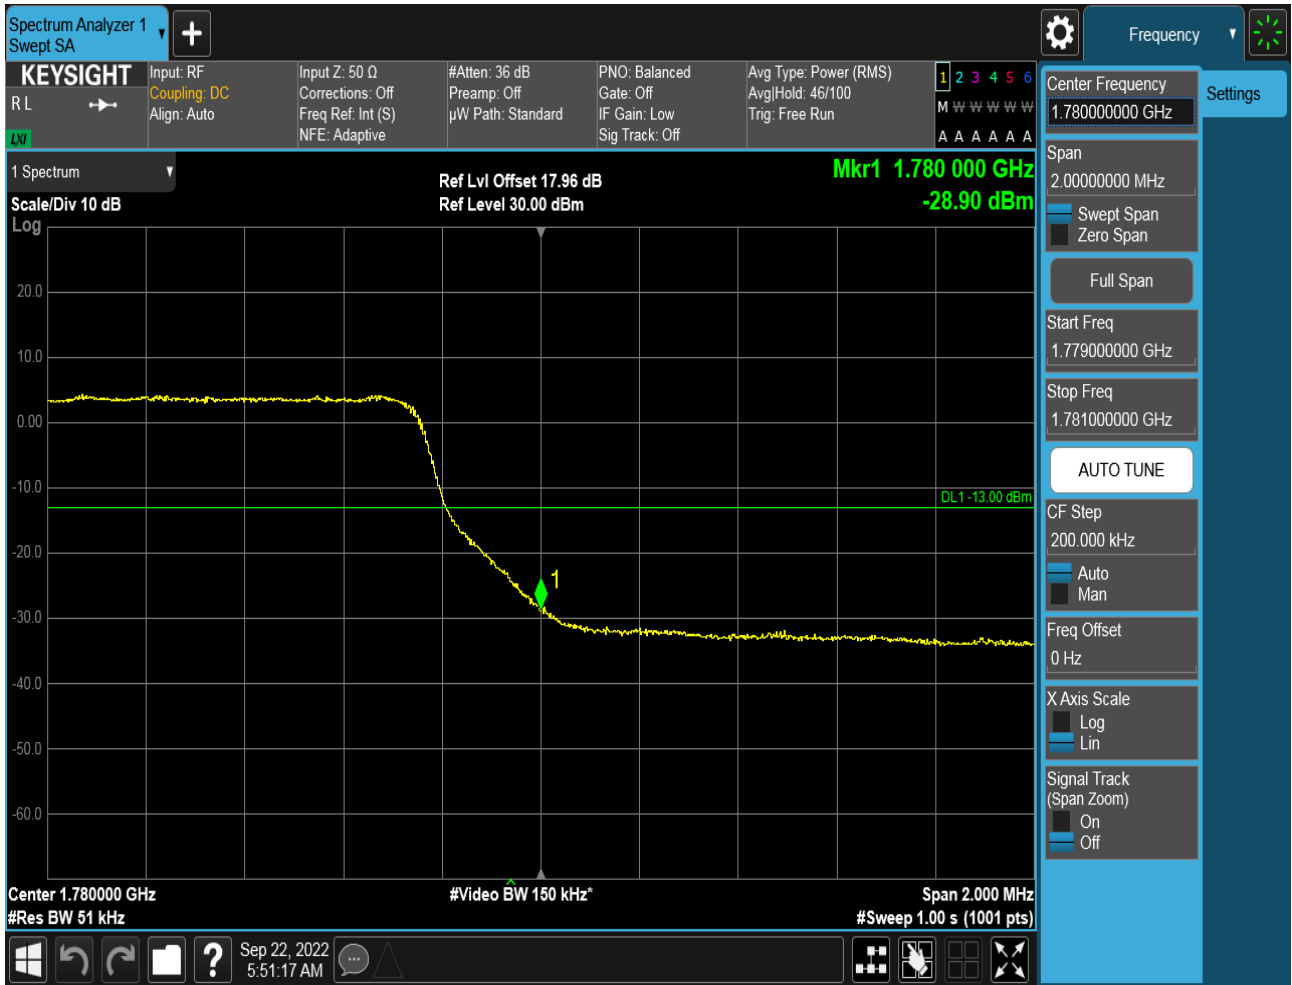 Spectrum Analyzer 1
Swept SA
+
Frequency
KEYSIGHT
R L
LXI
Input: RF
Coupling: DC
Align: Auto
Input Z: 50 Ω
Corrections: Off
Freq Ref: Int (S)
NFE: Adaptive
#Atten: 36 dB
Preamp: Off
µW Path: Standard
PNO: Balanced
Gate: Off
IF Gain: Low
Sig Track: Off
Avg Type: Power (RMS)
Avg|Hold: 46/100
Trig: Free Run
1 2 3 4 5 6
M W W W W W
A A A A A A
1 Spectrum
Scale/Div 10 dB
Log
Ref Lvl Offset 17.96 dB
Ref Level 30.00 dBm
Mkr1 1.780 000 GHz
-28.90 dBm
20.0
10.0
0.00
-10.0
-20.0
-30.0
-40.0
-50.0
-60.0
DL1 -13.00 dBm
1
Center 1.780000 GHz
#Res BW 51 kHz
#Video BW 150 kHz*
Span 2.000 MHz
#Sweep 1.00 s (1001 pts)
Center Frequency
1.780000000 GHz
Settings
Span
2.00000000 MHz
Swept Span
Zero Span
Full Span
Start Freq
1.779000000 GHz
Stop Freq
1.781000000 GHz
AUTO TUNE
CF Step
200.000 kHz
Auto
Man
Freq Offset
0 Hz
X Axis Scale
Log
Lin
Signal Track
(Span Zoom)
On
Off
?
Sep 22, 2022
5:51:17 AM